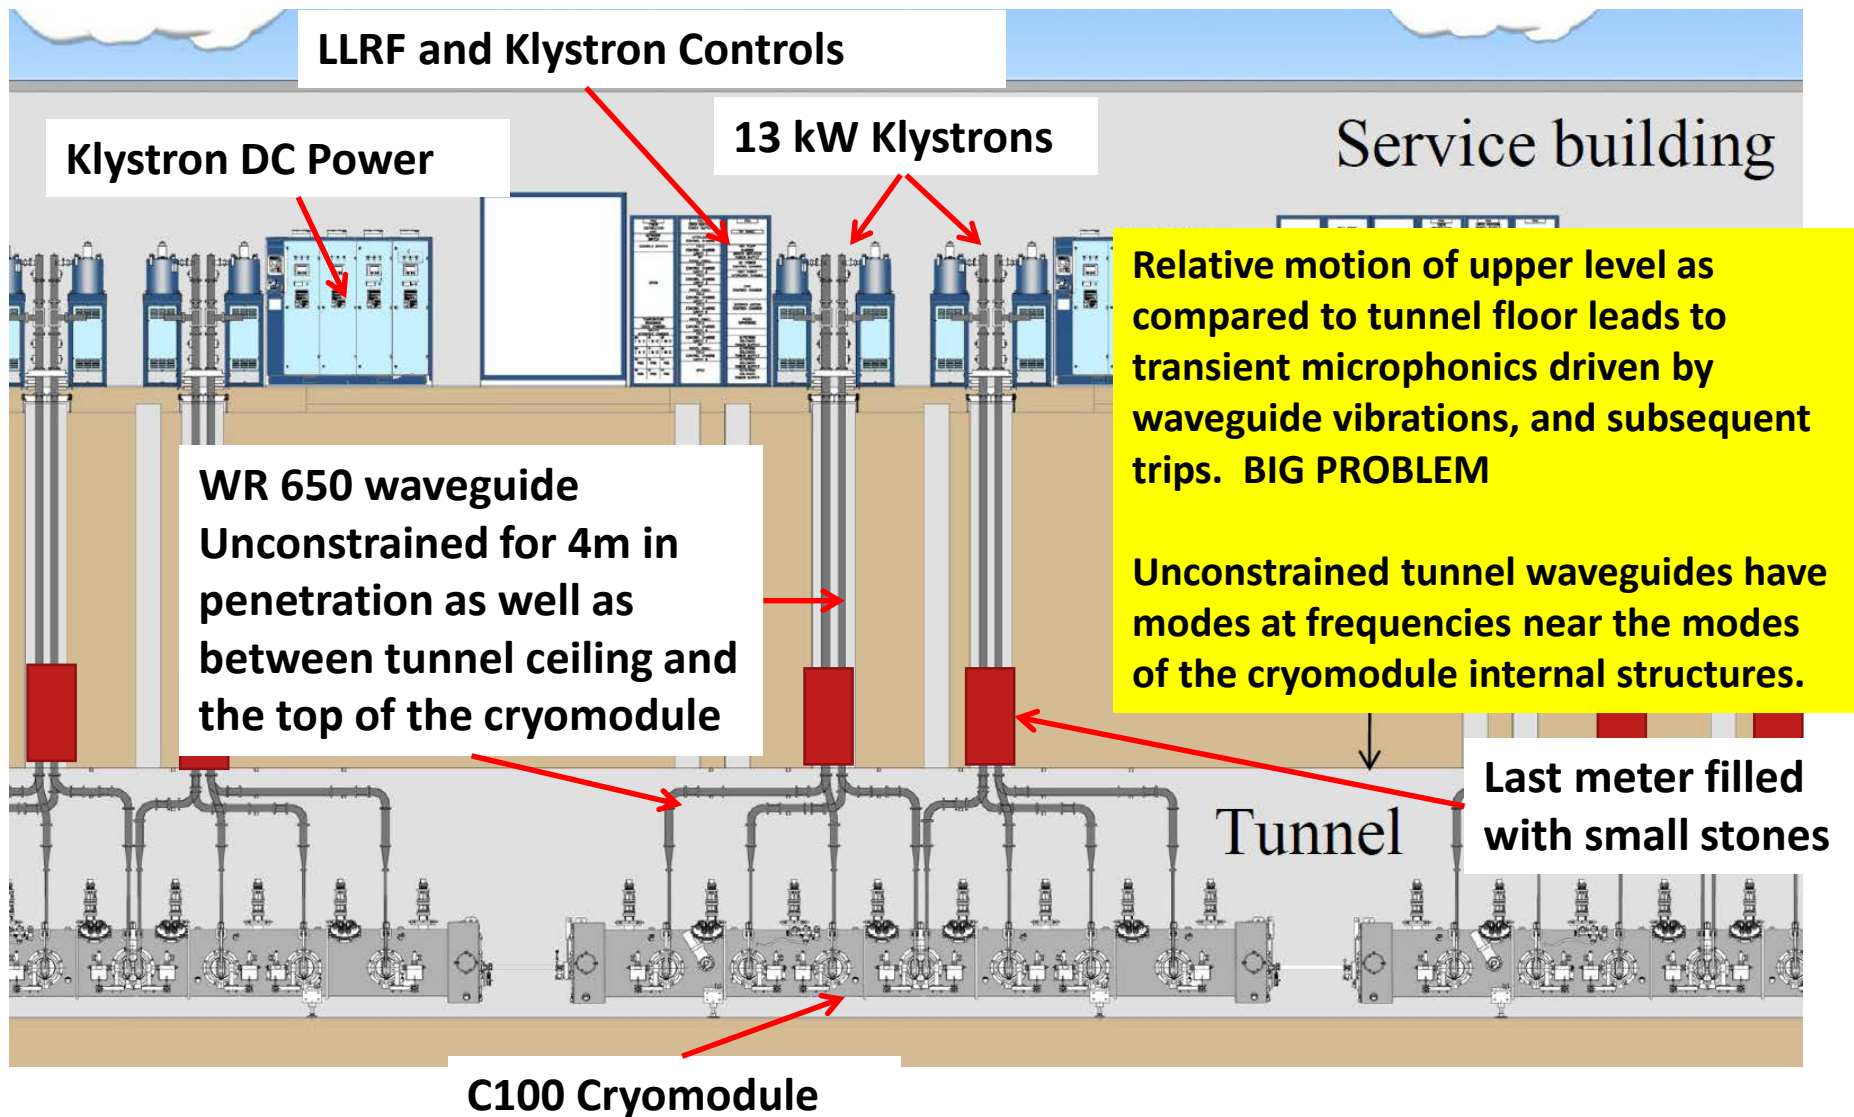 LLRF and Klystron Controls
13 kW Klystrons
Klystron DC Power
Service building
Relative motion of upper level as
compared to tunnel floor leads to
transient microphonics driven by
waveguide vibrations, and subsequent
trips.  BIG PROBLEM
Unconstrained tunnel waveguides have
modes at frequencies near the modes
of the cryomodule internal structures.
WR 650 waveguide
Unconstrained for 4m in
penetration as well as
between tunnel ceiling and
the top of the cryomodule
Last meter filled
with small stones
Tunnel
C100 Cryomodule